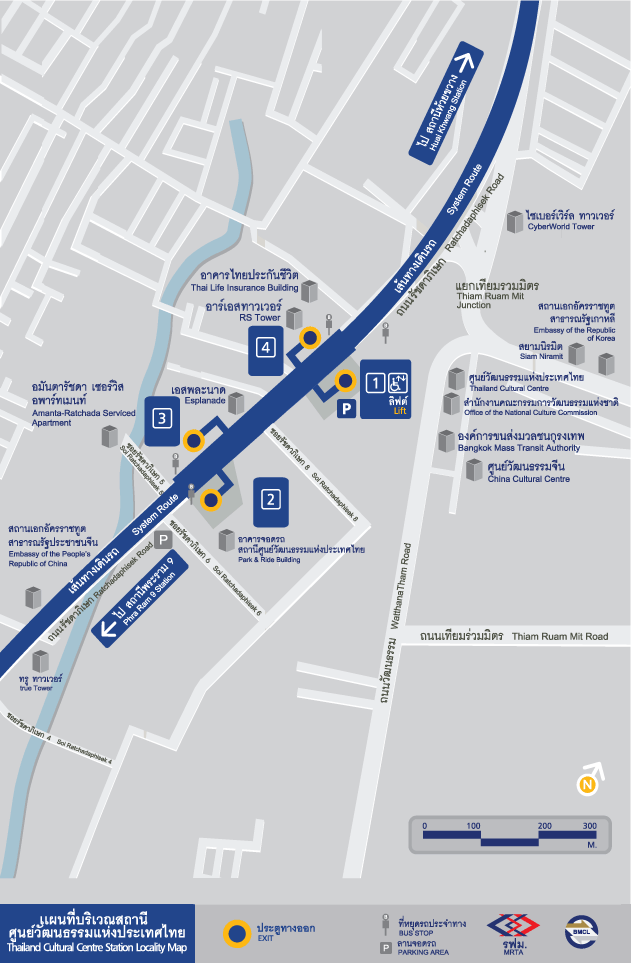 ไป สถานีห้วยขวาง
Huai Khwang Station
เส้นทางเดินรถ System Route
ถนนรัชดาภิเษก Ratchadaphisek Road
ไซเบอร์เวิร์ล ทาวเวอร์
CyberWorld Tower
อาคารไทยประกันชีวิต
Thai Life Insurance Building
อาร์เอสทาวเวอร์
RS Tower
แยกเทียมรวมมิตร
Thiam Ruam Mit
Junction
สถานเอกอัครราชทูต
สาธารณรัฐเกาหลี
Embassy of the Republic
of Korea
สยามนิรมิต
Siam Niramit
4
1
ลิฟต์
Lift
P
ศูนย์วัฒนธรรมแห่งประเทศไทย
Thailand Cultural Centre
สำนักงานคณะกรรมการวัฒนธรรมแห่งชาติ
Office of the National Culture Commission
องค์การขนส่งมวลชนกรุงเทพ
Bangkok Mass Transit Authority
ศูนย์วัฒนธรรมจีน
China Cultural Centre
อมันตารัชดา เซอร์วิส
อพาร์ทเมนท์
Amanta-Ratchada Serviced
Apartment
เอสพละนาด
Esplanade
3
2
ซอยรัชดาภิเษก 5
Soi Ratchadaphisek 5
ซอยรัชดาภิเษก 8 Soi Ratchadaphisek 8
ซอยรัชดาภิเษก 6 Soi Ratchadaphisek 6
อาคารจอดรถ
สถานีศูนย์วัฒนธรรมแห่งประเทศไทย
Park & Ride Building
สถานเอกอัครราชทูต
สาธารณรัฐประชาชนจีน
Embassy of the People's
Republic of China
เส้นทางเดินรถ System Route
ถนนรัชดาภิเษก Ratchadaphisek Road
P
ไป สถานีพระราม 9
Phra Ram 9 Station
ทรู ทาวเวอร์
true Tower
ซอยรัชดาภิเษก 4 Soi Ratchadaphisek 4
ถนนวัฒนธรรม WatthanaTham Road
ถนนเทียมร่วมมิตร Thiam Ruam Mit Road
N
0 100 200 300
M.
แผนที่บริเวณสถานี
ศูนย์วัฒนธรรมแห่งประเทศไทย
Thailand Cultural Centre Station Locality Map
ประตูทางออก
EXIT
ที่หยุดรถประจำทาง
BUS STOP
P
ลานจอดรถ
PARKING AREA
รฟม.
MRTA
BMCL